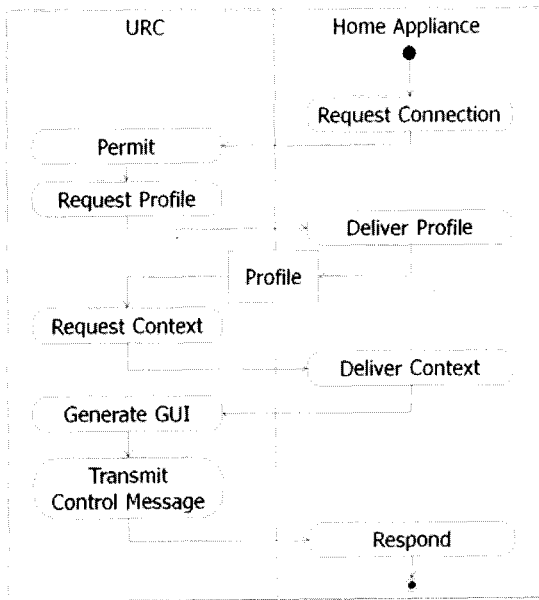 URC
Home Appliance
Request Connection
Permit
Request Profile
Deliver Profile
Profile
Request Context
Deliver Context
Generate GUI
Transmit
Control Message
Respond